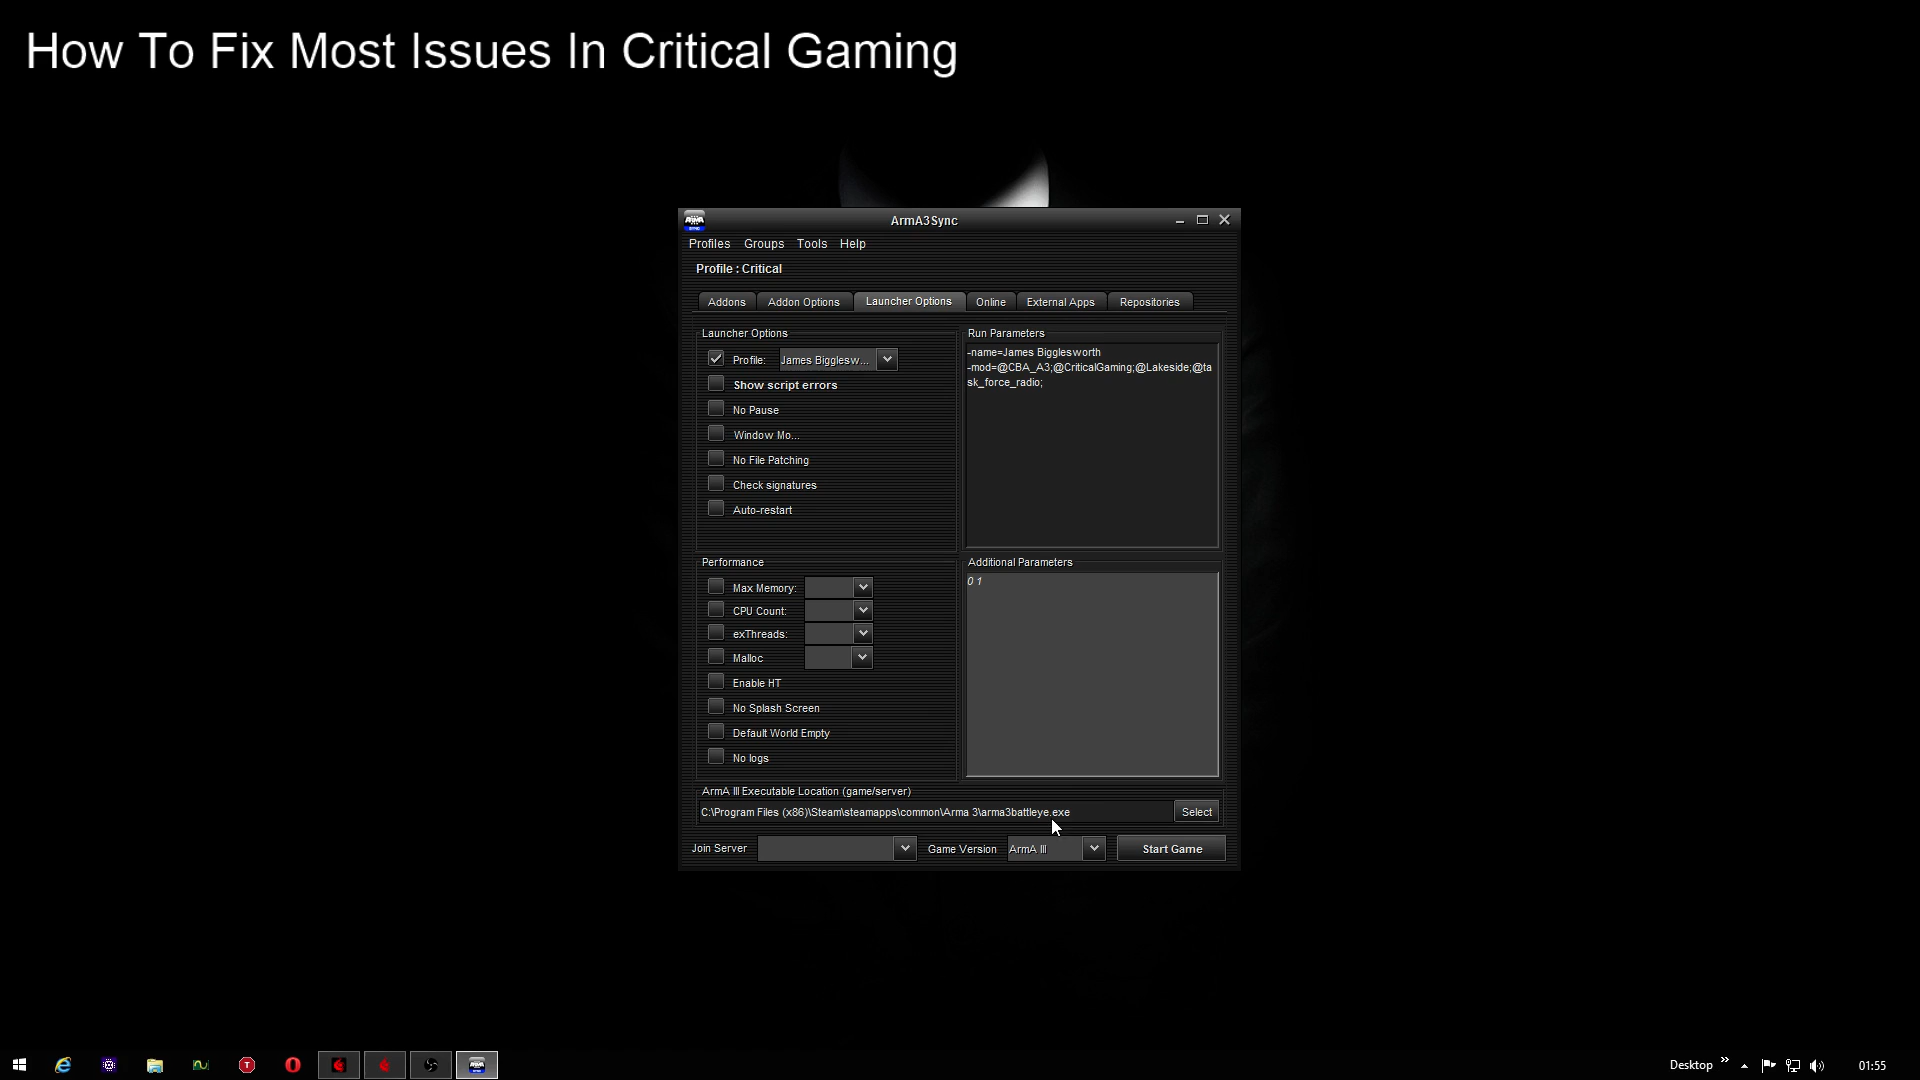 How To Fix Most Issues In Critical Gaming
ArmA3Sync
Profiles Groups Tools Help
Profile : Critical
Addons Addon Options Launcher Options Online External Apps Repositories
Launcher Options
Profile: James Bigglesw...
Show script errors
No Pause
Window Mo...
No File Patching
Check signatures
Auto-restart
Run Parameters
-name=James Bigglesworth
-mod=@CBA_A3;@CriticalGaming;@Lakeside;@ta
sk_force_radio;
Performance
Max Memory:
CPU Count:
exThreads:
Malloc
Enable HT
No Splash Screen
Default World Empty
No logs
Additional Parameters
0 1
ArmA III Executable Location (game/server)
C:\Program Files (x86)\Steam\steamapps\common\Arma 3\arma3battleye.exe Select
Join Server Game Version ArmA III Start Game
Desktop 01:55